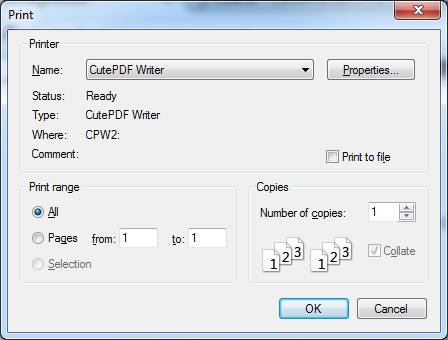 Print
Printer
Name: CutePDF Writer Properties...
Status: Ready
Type: CutePDF Writer
Where: CPW2:
Comment: Print to file
Print range
All
Pages from: 1 to: 1
Selection
Copies
Number of copies: 1
1 2 3 1 2 3 Collate
OK Cancel